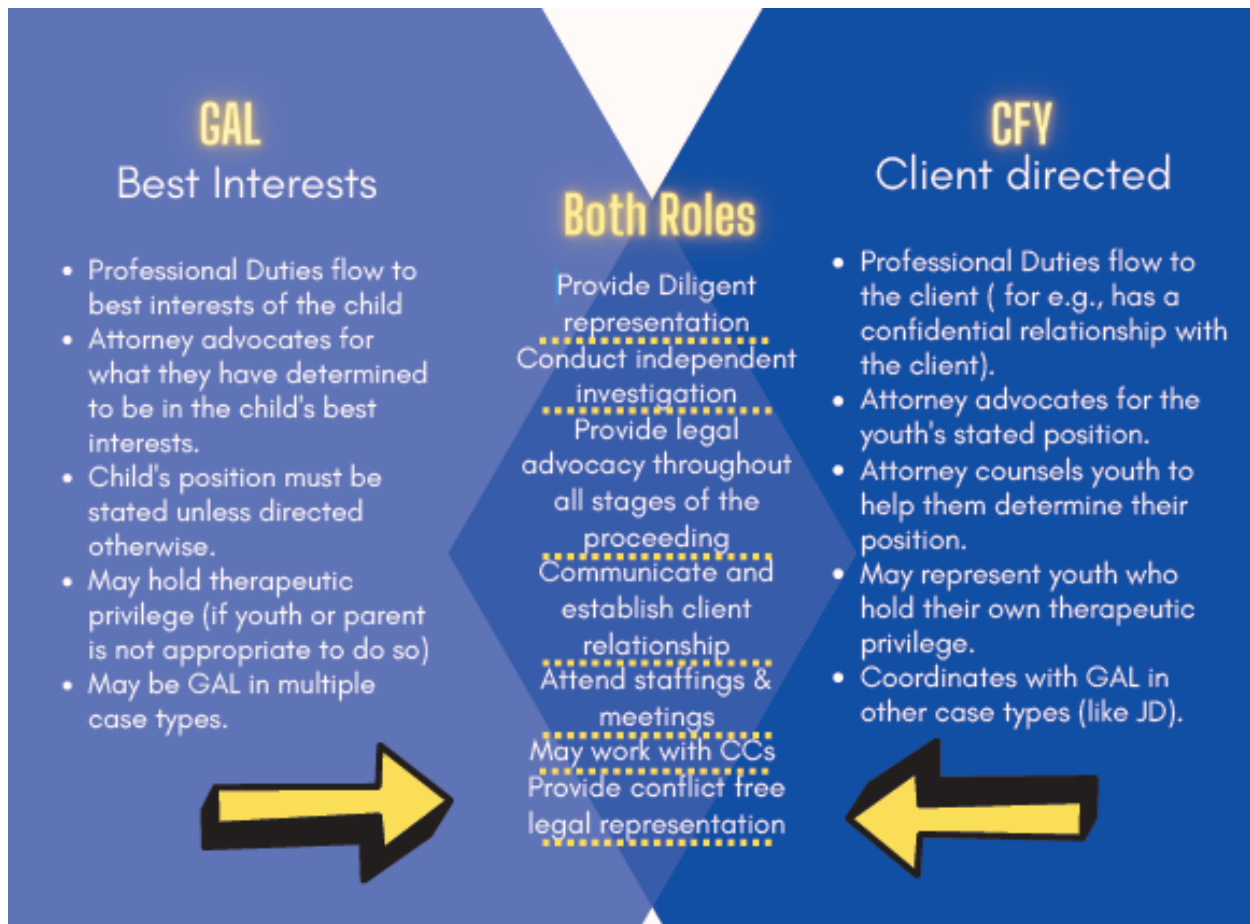 GAL
Best Interests
• Professional Duties flow to
best interests of the child
• Attorney advocates for
what they have determined
to be in the child's best
interests.
• Child's position must be
stated unless directed
otherwise.
• May hold therapeutic
privilege (if youth or parent
is not appropriate to do so)
• May be GAL in multiple
case types.
Both Roles
Provide Diligent
representation
Conduct independent
investigation
Provide legal
advocacy throughout
all stages of the
proceeding
Communicate and
establish client
relationship
Attend staffings &
meetings
May work with CCs
Provide conflict free
legal representation
CFY
Client directed
• Professional Duties flow to
the client ( for e.g., has a
confidential relationship with
the client).
• Attorney advocates for the
youth's stated position.
• Attorney counsels youth to
help them determine their
position.
• May represent youth who
hold their own therapeutic
privilege.
• Coordinates with GAL in
other case types (like JD).